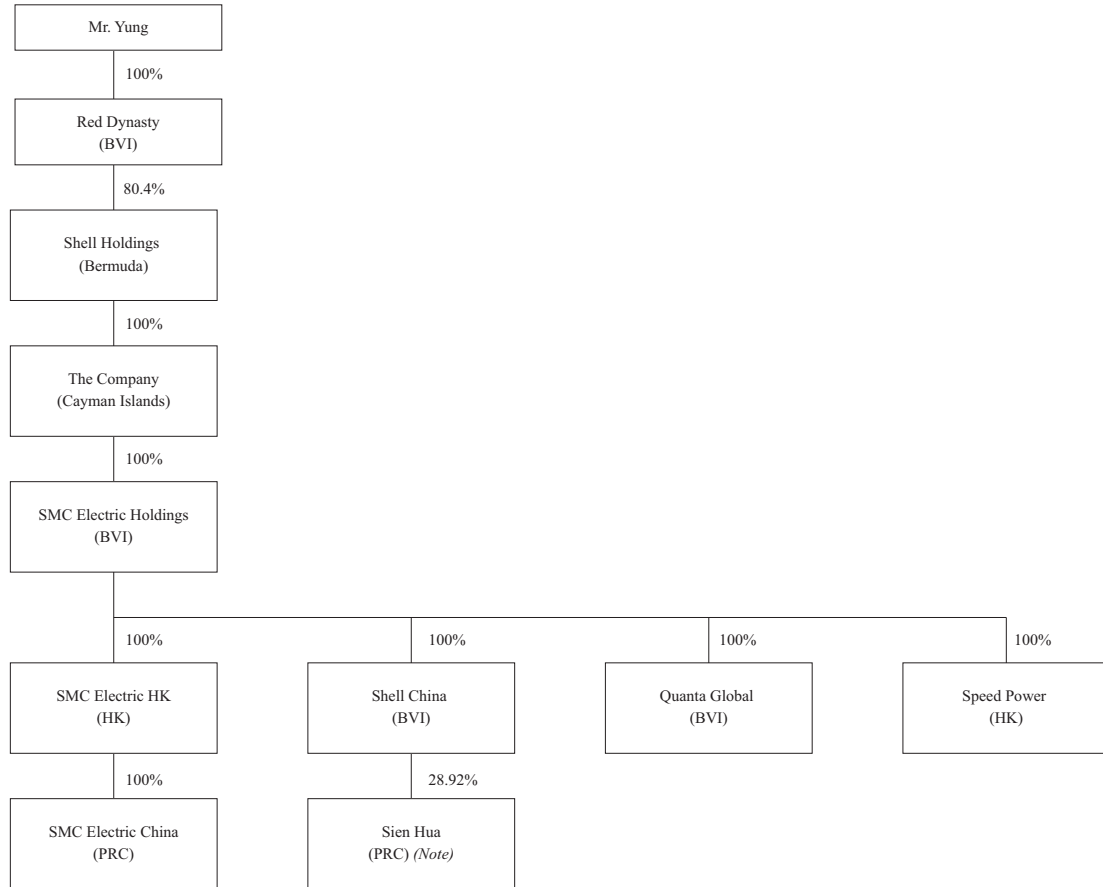 Mr. Yung
100%
Red Dynasty
(BVI)
80.4%
Shell Holdings
(Bermuda)
100%
The Company
(Cayman Islands)
100%
SMC Electric Holdings
(BVI)
100%
100%
100%
100%
SMC Electric HK
(HK)
Shell China
(BVI)
Quanta Global
(BVI)
Speed Power
(HK)
100%
28.92%
SMC Electric China
(PRC)
Sien Hua
(PRC) (Note)